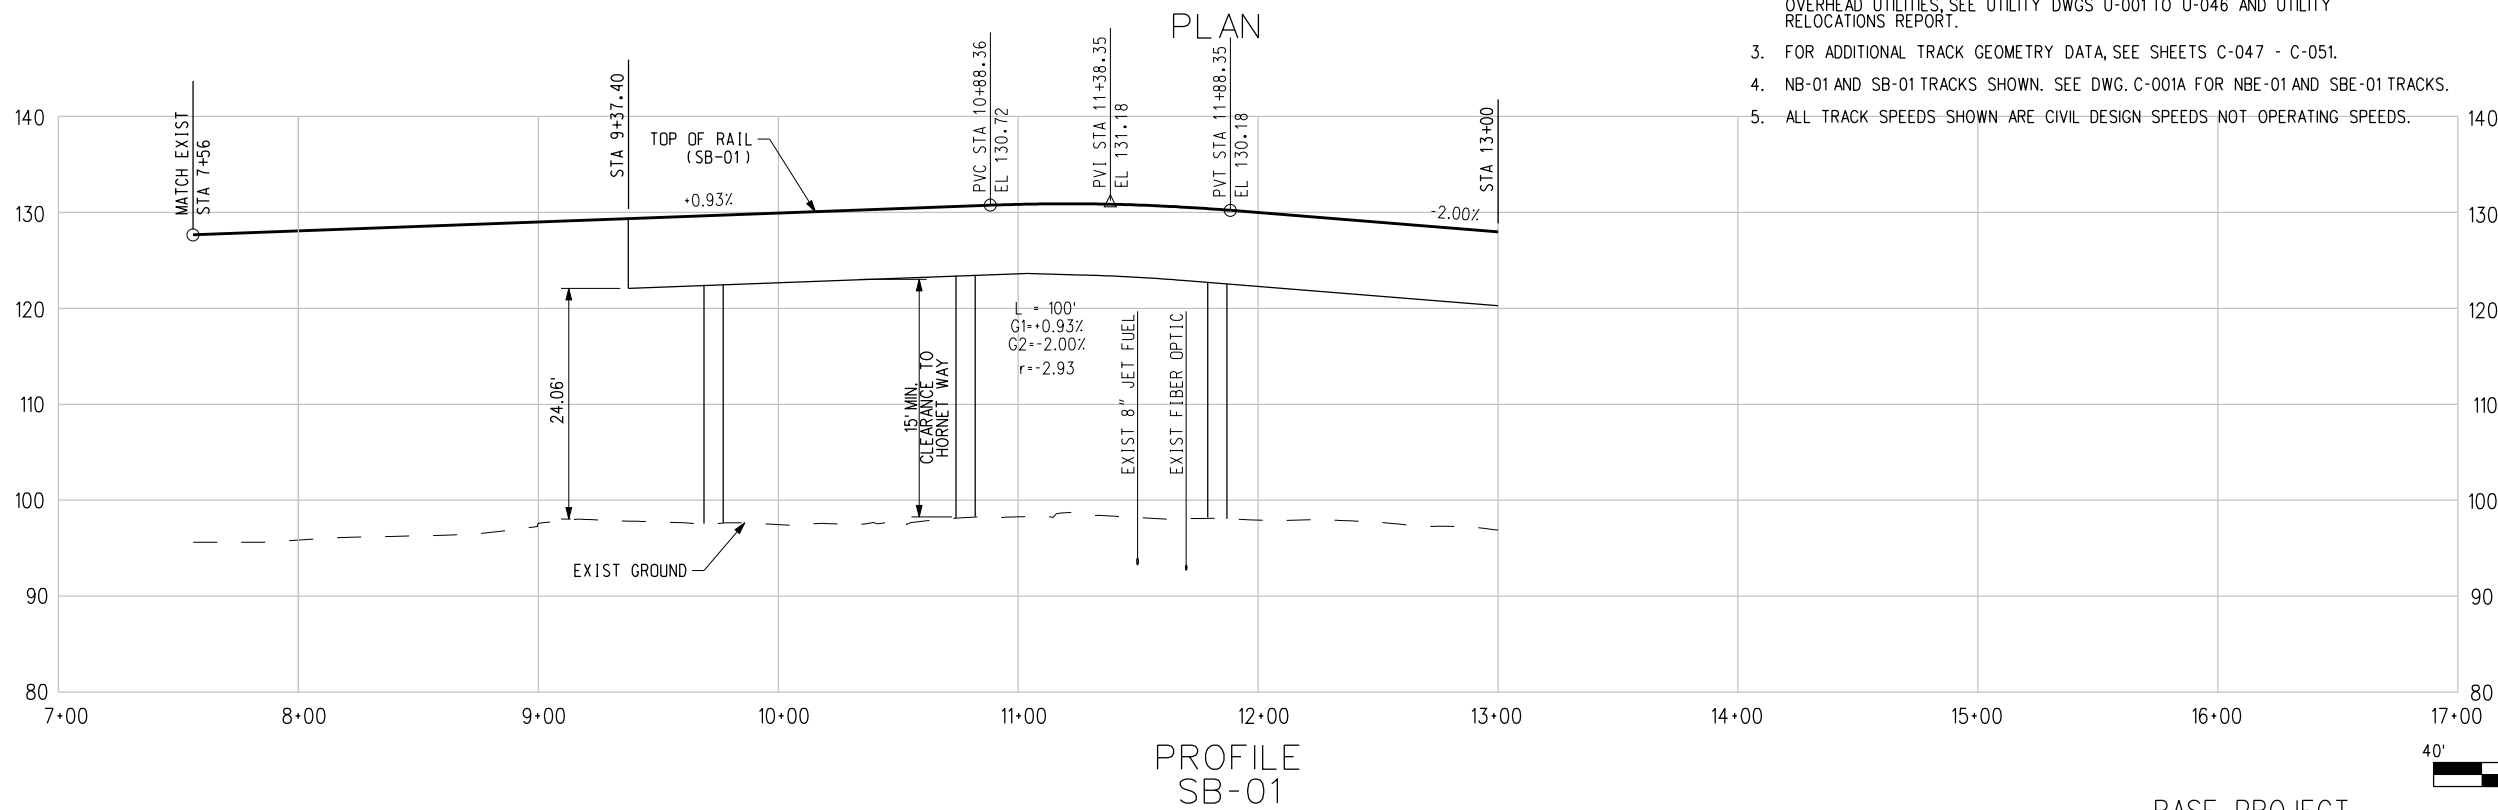 PLAN
OVERHEAD UTILITIES, SEE UTILITY DWGS U-001 TO U-046 AND UTILITY
RELOCATIONS REPORT.
3. FOR ADDITIONAL TRACK GEOMETRY DATA, SEE SHEETS C-047 - C-051.
4. NB-01 AND SB-01 TRACKS SHOWN. SEE DWG. C-001A FOR NBE-01 AND SBE-01 TRACKS.
5. ALL TRACK SPEEDS SHOWN ARE CIVIL DESIGN SPEEDS NOT OPERATING SPEEDS.
MATCH EXIST
STA 7+56
STA 9+37.40
TOP OF RAIL
(SB-01)
+0.93%
PVC STA 10+88.36
EL 130.72
PVI STA 11+38.35
EL 131.18
PVT STA 11+88.35
EL 130.18
-2.00%
STA 13+00
24.06'
15' MIN.
CLEARANCE TO
HORNET WAY
L = 100'
G1=+0.93%
G2=-2.00%
r=-2.93
EXIST 8" JET FUEL
EXIST FIBER OPTIC
EXIST GROUND
140
130
120
110
100
90
80
140
130
120
110
100
90
80
7+00
8+00
9+00
10+00
11+00
12+00
13+00
14+00
15+00
16+00
17+00
PROFILE
SB-01
40'
BASE PROJECT